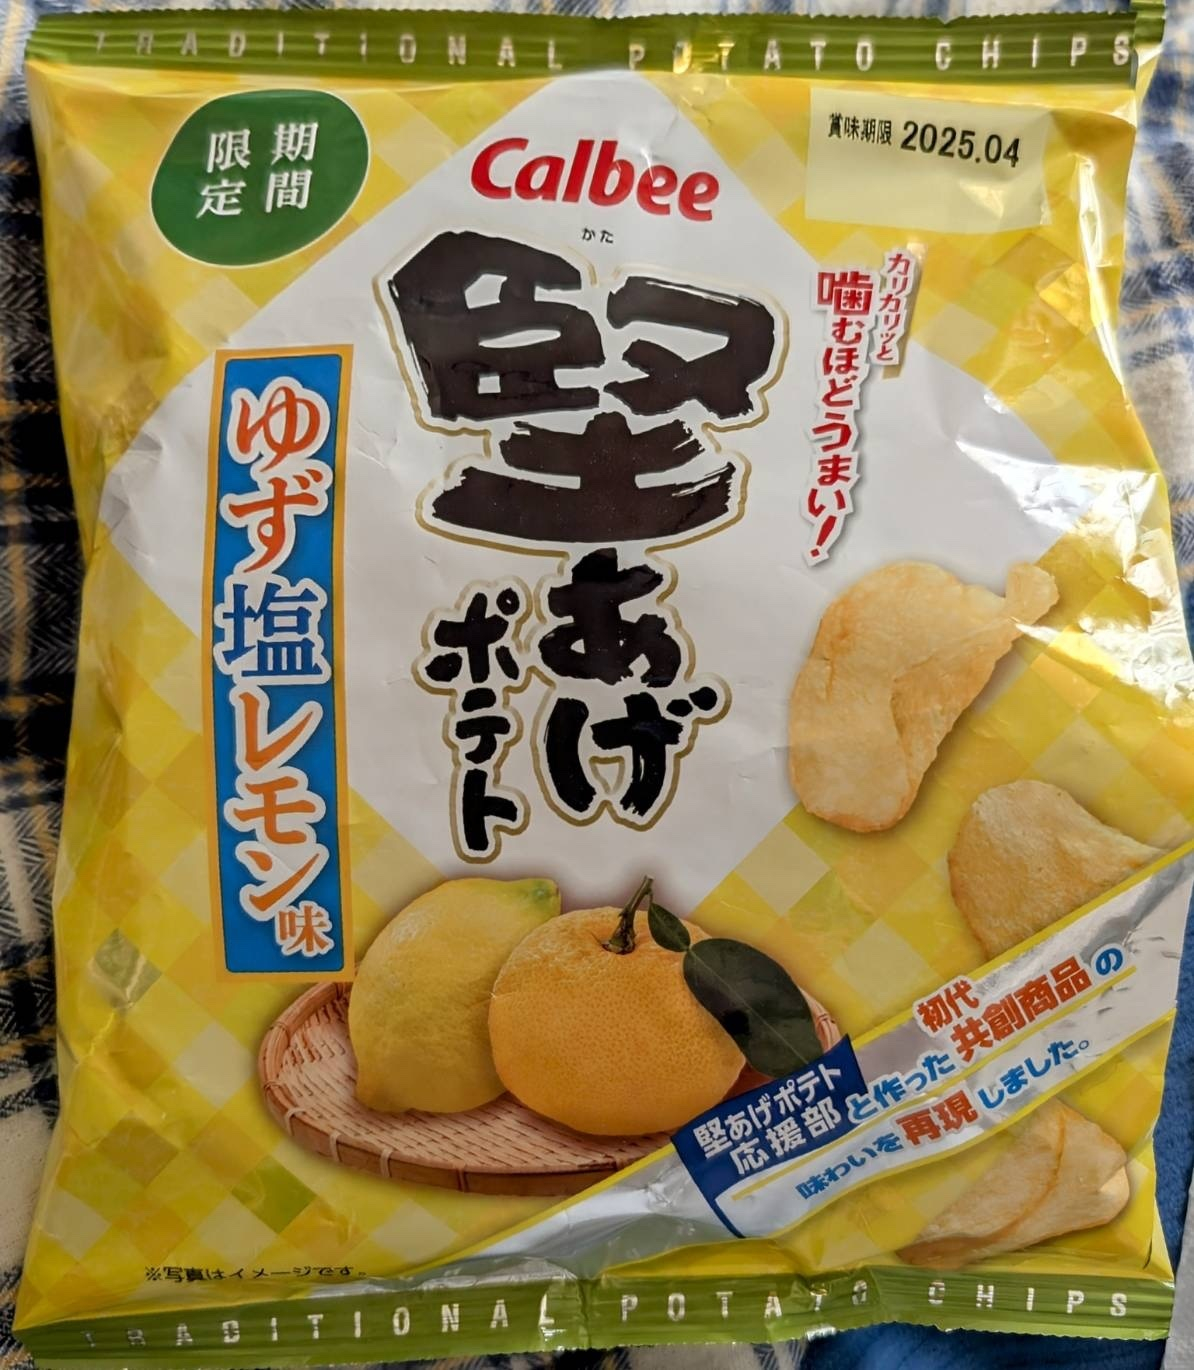 TRADITIONAL POTATO CHIPS
期間
限定
Calbee
賞味期限 2025.04
かた
堅あげ
ポテト
カリカリッと
噛むほどうまい!
ゆず塩レモン味
初代
共創商品の
堅あげポテト
応援部
と作った
味わいを再現しました。
※写真はイメージです。
TRADITIONAL POTATO CHIPS